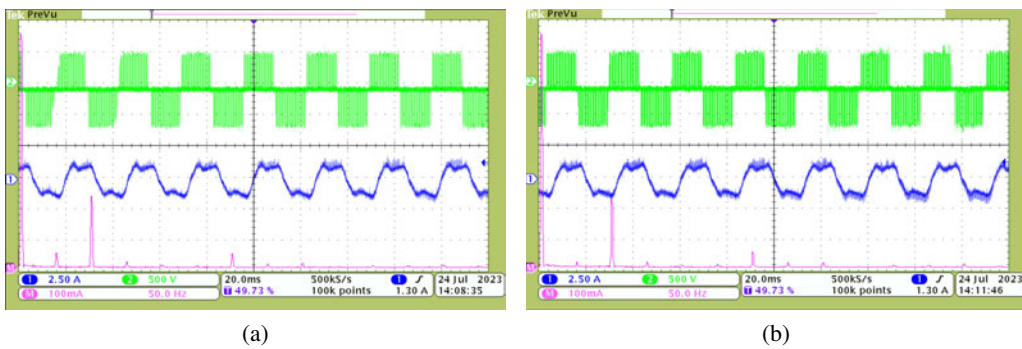 Tek PreVu
2
1
M
1 2.50 A 2 500 V 20.0ms 500kS/s 1 1.30 A 24 Jul 2023
M 100mA 50.0 Hz T 49.73 % 100k points 14:08:35
(a)
Tek PreVu
2
1
M
1 2.50 A 2 500 V 20.0ms 500kS/s 1 1.30 A 24 Jul 2023
M 100mA 50.0 Hz T 49.73 % 100k points 14:11:46
(b)